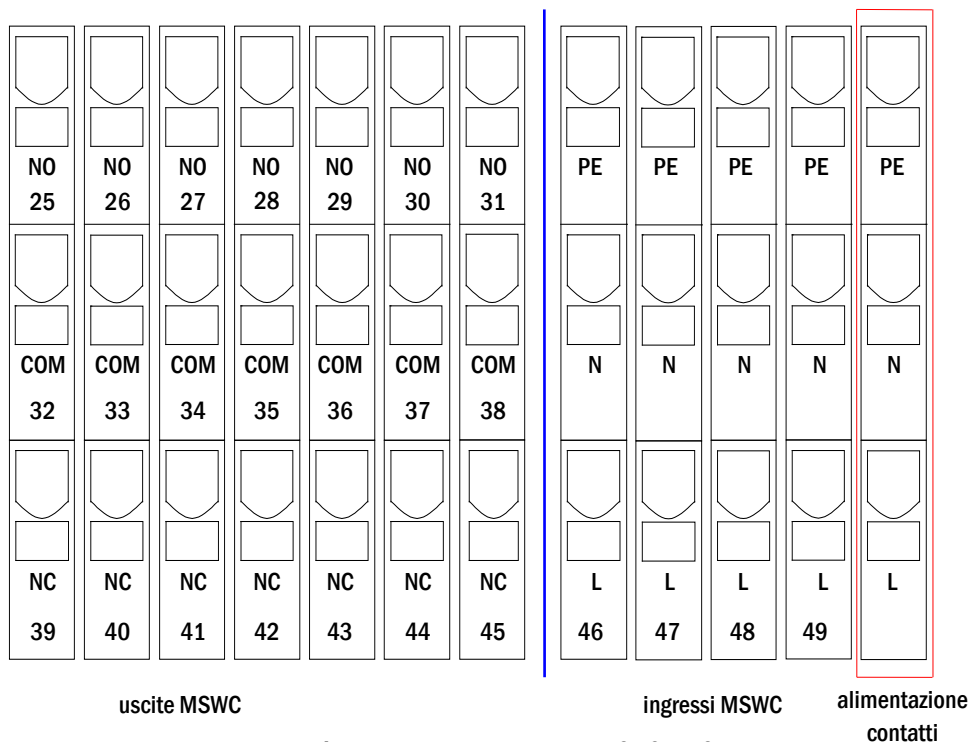 NO NO NO NO NO NO NO PE PE PE PE PE
25 26 27 28 29 30 31
COM COM COM COM COM COM COM N N N N N
32 33 34 35 36 37 38
NC NC NC NC NC NC NC L L L L L
39 40 41 42 43 44 45 46 47 48 49
uscite MSWC ingressi MSWC alimentazione
contatti